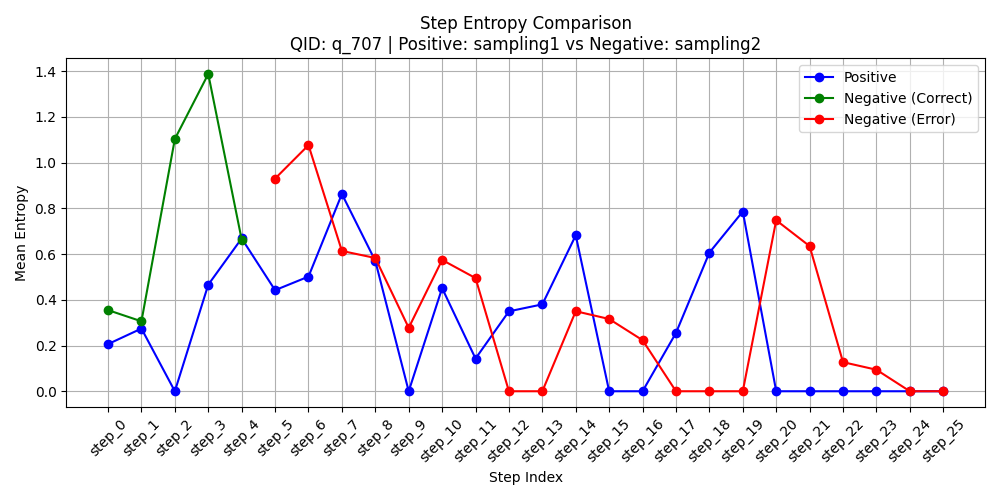 Step Entropy Comparison
QID: q_707 | Positive: sampling1 vs Negative: sampling2
Positive
Negative (Correct)
Negative (Error)
Mean Entropy
1.4
1.2
1.0
0.8
0.6
0.4
0.2
0.0
step_0
step_1
step_2
step_3
step_4
step_5
step_6
step_7
step_8
step_9
step_10
step_11
step_12
step_13
step_14
step_15
step_16
step_17
step_18
step_19
step_20
step_21
step_22
step_23
step_24
step_25
Step Index